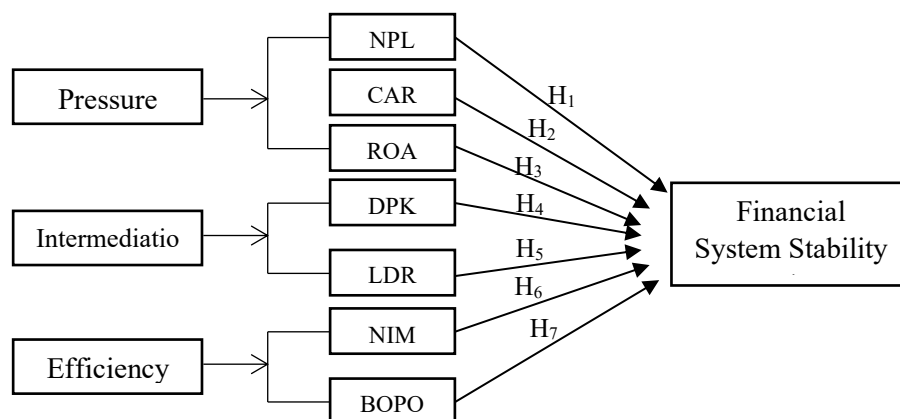 NPL
H₁
Pressure
CAR
H₂
ROA
H₃
DPK
H₄
Intermediatio
LDR
H₅
Financial
System Stability
NIM
H₆
Efficiency
BOPO
H₇